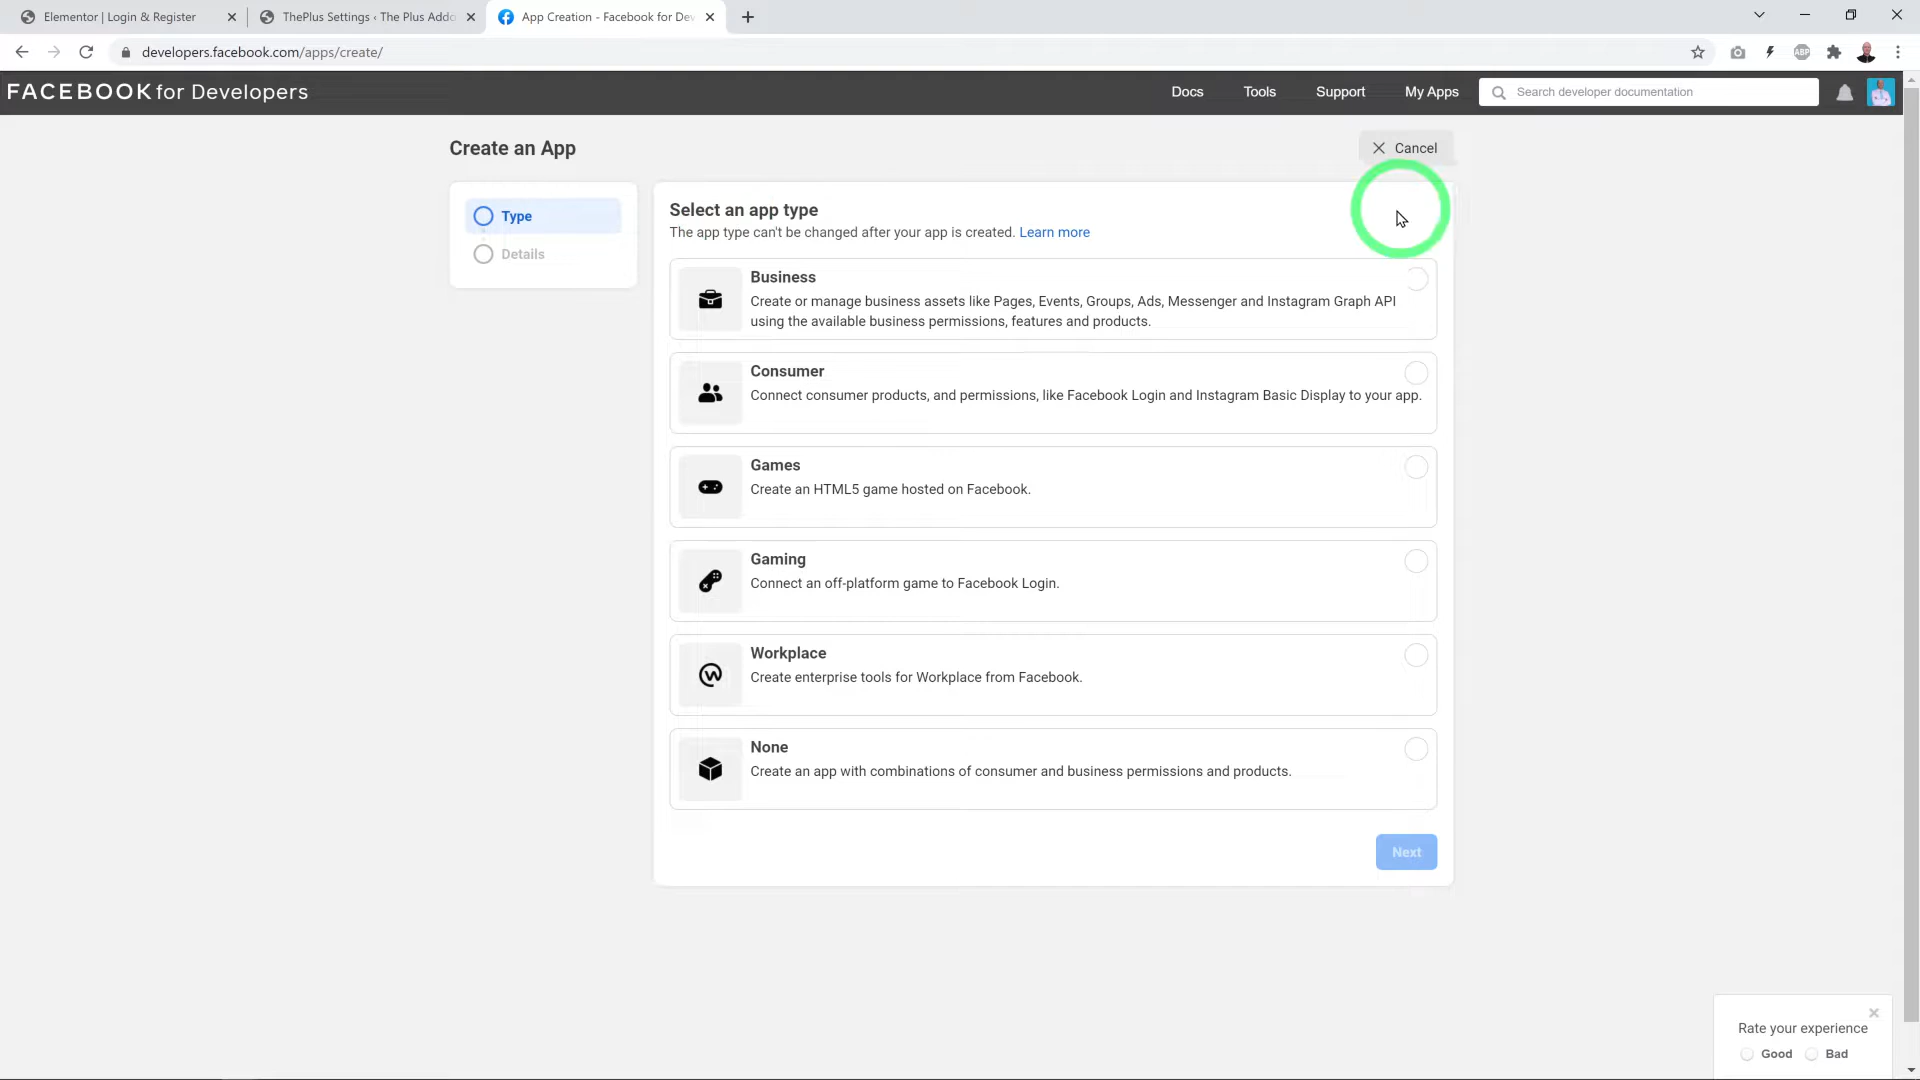 Elementor | Login & Register
ThePlus Settings ‹ The Plus Addo
App Creation - Facebook for Dev
developers.facebook.com/apps/create/
ABP
FACEBOOK for Developers
Docs
Tools
Support
My Apps
Search developer documentation
Create an App
Cancel
Type
Details
Select an app type
The app type can't be changed after your app is created. Learn more
Business
Create or manage business assets like Pages, Events, Groups, Ads, Messenger and Instagram Graph API
using the available business permissions, features and products.
Consumer
Connect consumer products, and permissions, like Facebook Login and Instagram Basic Display to your app.
Games
Create an HTML5 game hosted on Facebook.
Gaming
Connect an off-platform game to Facebook Login.
Workplace
Create enterprise tools for Workplace from Facebook.
None
Create an app with combinations of consumer and business permissions and products.
Next
Rate your experience
Good
Bad